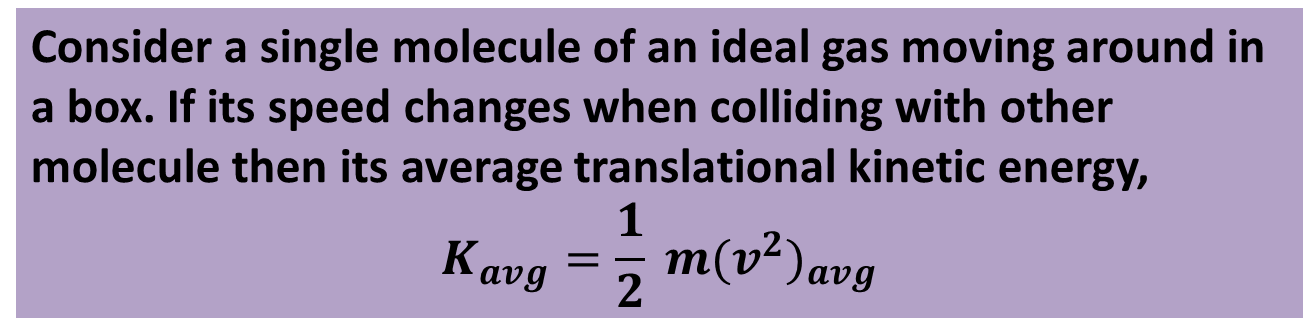 Consider a single molecule of an ideal gas moving around in
a box. If its speed changes when colliding with other
molecule then its average translational kinetic energy,
K_avg = 1/2 m(v²)_avg